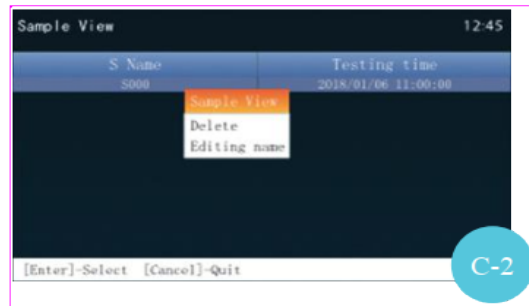 Sample View 12:45
S Name Testing time
S000 2018/01/06 11:00:00
Sample View
Delete
Editing name
[Enter]-Select [Cancel]-Quit
C-2